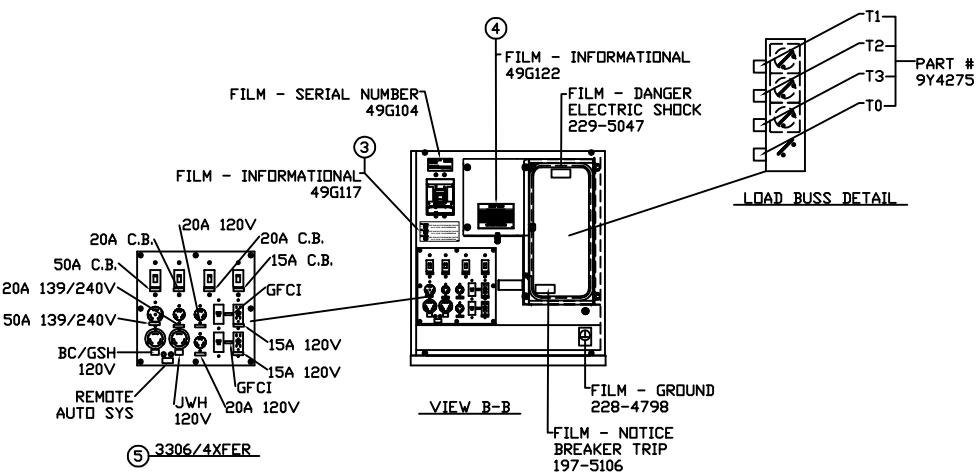 T1
T2
T3
T0
PART #
9Y4275
LOAD BUSS DETAIL
4
FILM - INFORMATIONAL
49G122
FILM - SERIAL NUMBER
49G104
FILM - DANGER
ELECTRIC SHOCK
229-5047
3
FILM - INFORMATIONAL
49G117
20A 120V
20A C.B.
20A C.B.
50A C.B.
15A C.B.
20A 139/240V
GFCI
50A 139/240V
15A 120V
BC/GSH
120V
15A 120V
REMOTE
AUTO SYS
JWH
120V
GFCI
20A 120V
5
3306/4XFER
VIEW B-B
FILM - GROUND
228-4798
FILM - NOTICE
BREAKER TRIP
197-5106